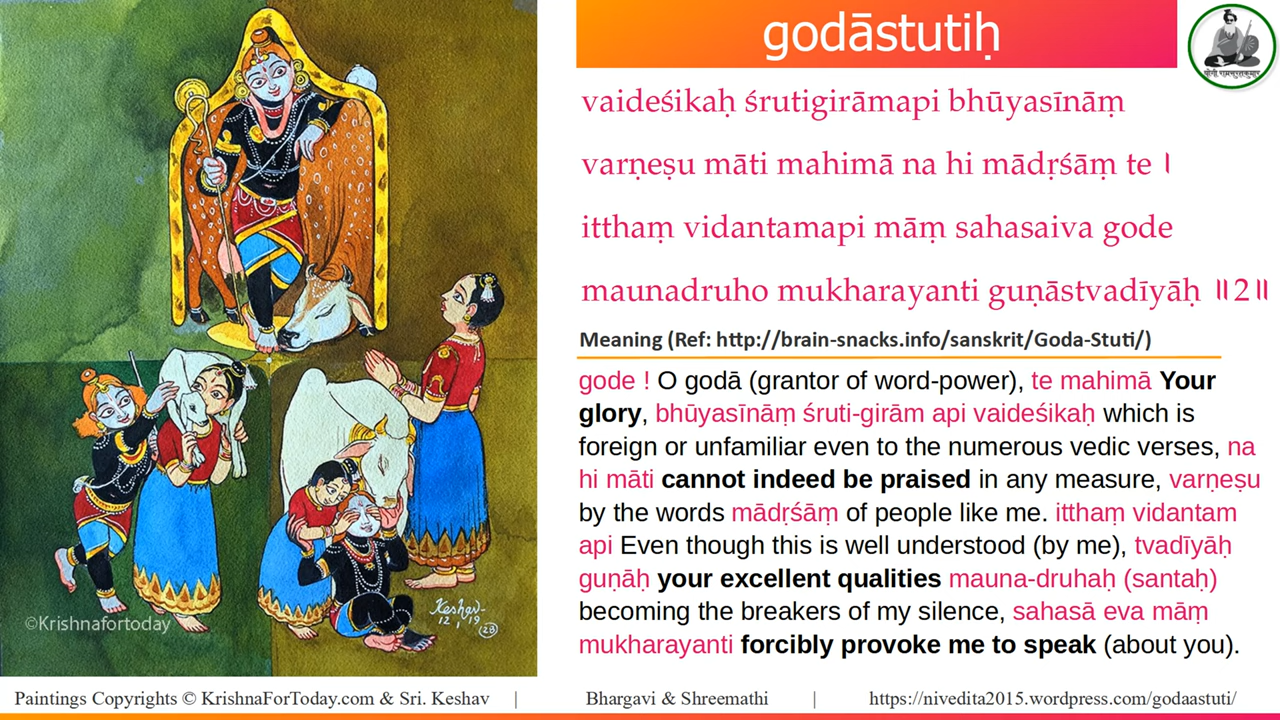 godāstutiḥ
योगी रामसुरतकुमार
vaideśikaḥ śrutigirāmapi bhūyasīnāṃ
varṇeṣu māti mahimā na hi mādṛśāṃ te ।
itthaṃ vidantamapi māṃ sahasaiva gode
maunadruho mukharayanti guṇāstvadīyāḥ ॥2॥
Meaning (Ref: http://brain-snacks.info/sanskrit/Goda-Stuti/)
gode ! O godā (grantor of word-power), te mahimā Your
glory, bhūyasīnāṃ śruti-girām api vaideśikaḥ which is
foreign or unfamiliar even to the numerous vedic verses, na
hi māti cannot indeed be praised in any measure, varṇeṣu
by the words mādṛśāṃ of people like me. itthaṃ vidantam
api Even though this is well understood (by me), tvadīyāḥ
guṇāḥ your excellent qualities mauna-druhaḥ (santaḥ)
becoming the breakers of my silence, sahasā eva māṃ
mukharayanti forcibly provoke me to speak (about you).
Keshav-
12 1 19
28
©Krishnafortoday
Paintings Copyrights © KrishnaForToday.com & Sri. Keshav | Bhargavi & Shreemathi | https://nivedita2015.wordpress.com/godaastuti/